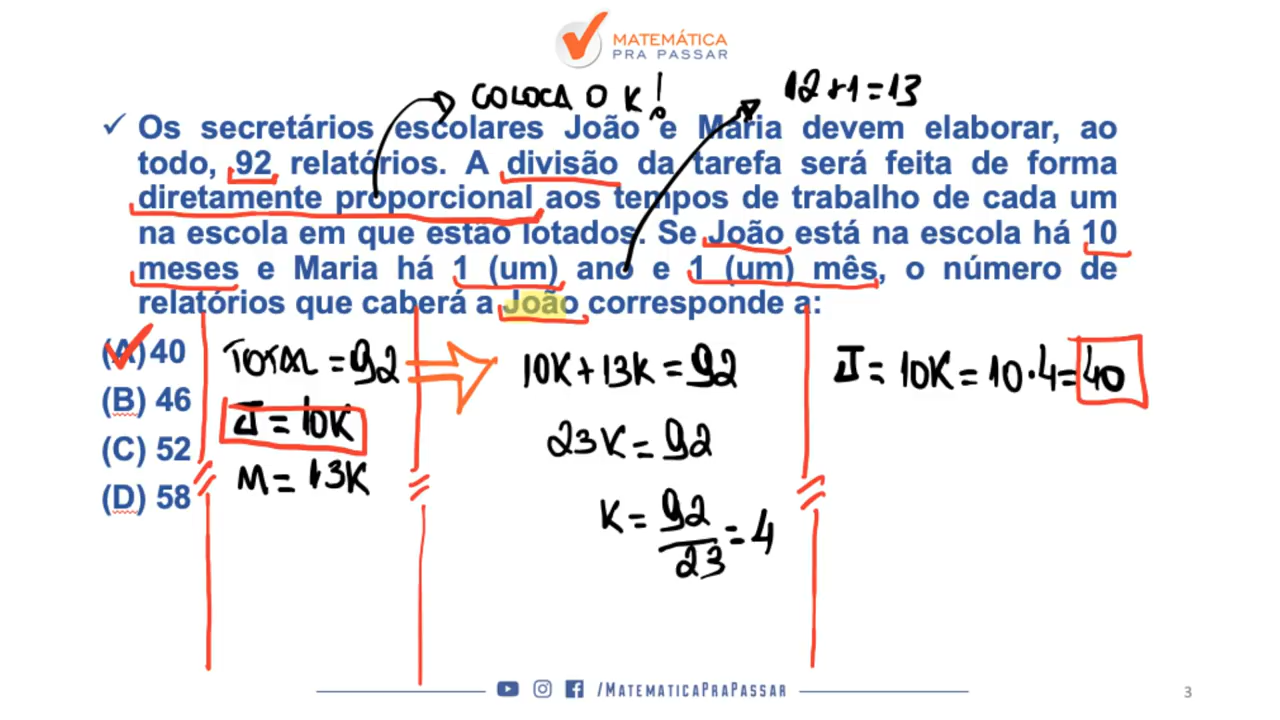 MATEMÁTICA
PRA PASSAR
COLOCA O K!
12+1=13
✓ Os secretários escolares João e Maria devem elaborar, ao
todo, 92 relatórios. A divisão da tarefa será feita de forma
diretamente proporcional aos tempos de trabalho de cada um
na escola em que estão lotados. Se João está na escola há 10
meses e Maria há 1 (um) ano e 1 (um) mês, o número de
relatórios que caberá a João corresponde a:
(A) 40
(B) 46
(C) 52
(D) 58
TOTAL = 92
J = 10K
M = 13K
10K + 13K = 92
23K = 92
K = 92/23 = 4
J = 10K = 10 · 4 = 40
/MATEMATICAPRAPASSAR
3